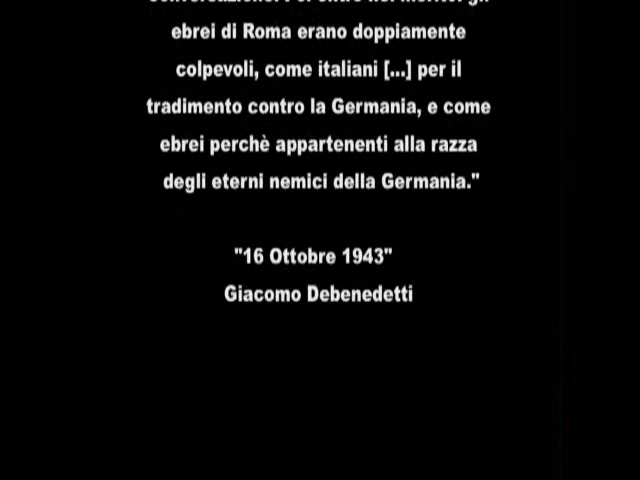 ebrei di Roma erano doppiamente
colpevoli, come italiani [...] per il
tradimento contro la Germania, e come
ebrei perchè appartenenti alla razza
degli eterni nemici della Germania."
"16 Ottobre 1943"
Giacomo Debenedetti